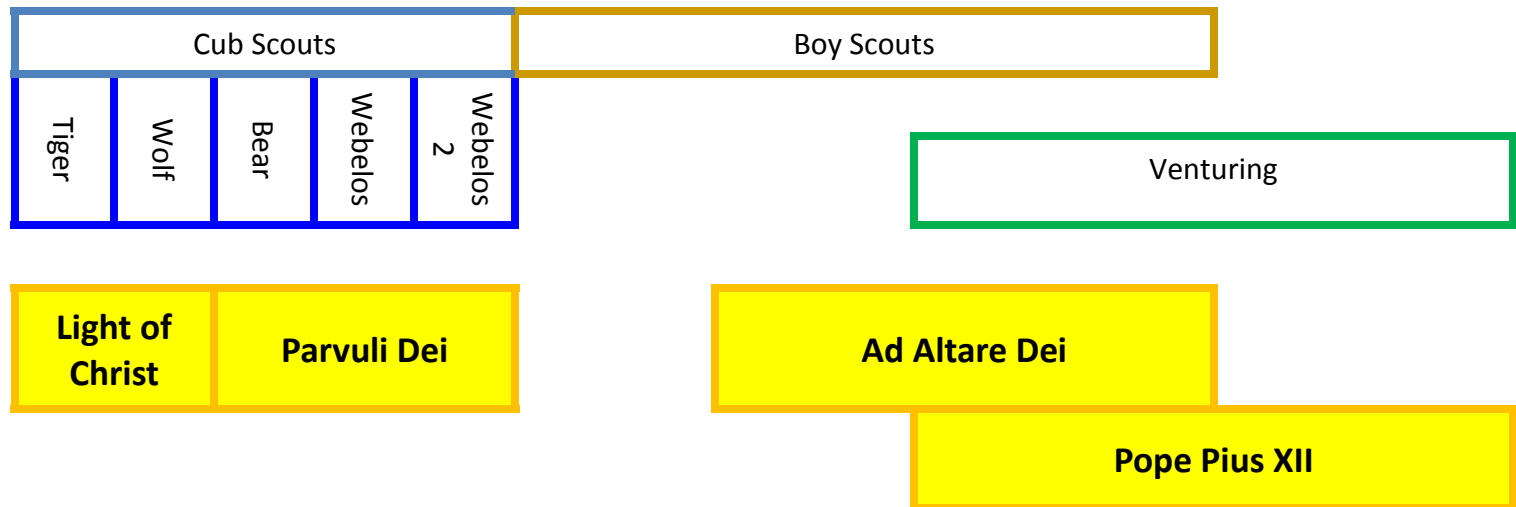 Cub Scouts
Boy Scouts
Tiger
Wolf
Bear
Webelos
Webelos
2
Venturing
Light of
Christ
Parvuli Dei
Ad Altare Dei
Pope Pius XII